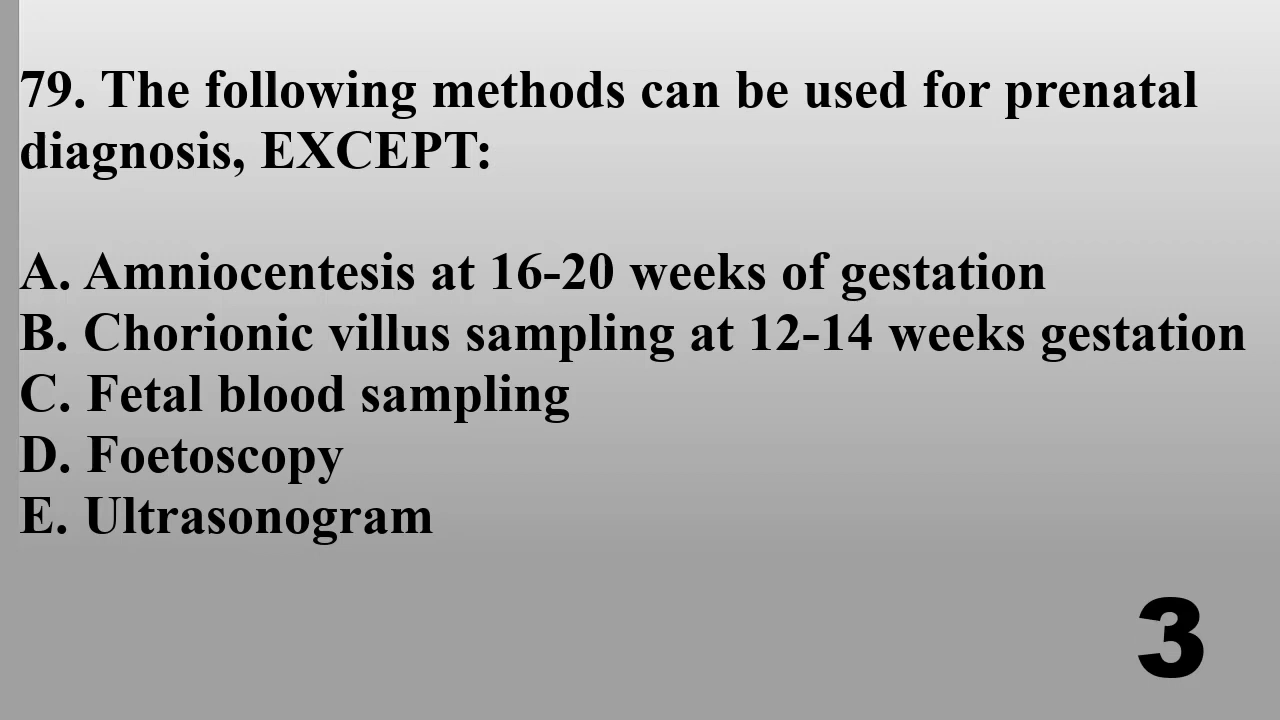 79. The following methods can be used for prenatal
diagnosis, EXCEPT:
A. Amniocentesis at 16-20 weeks of gestation
B. Chorionic villus sampling at 12-14 weeks gestation
C. Fetal blood sampling
D. Foetoscopy
E. Ultrasonogram
3